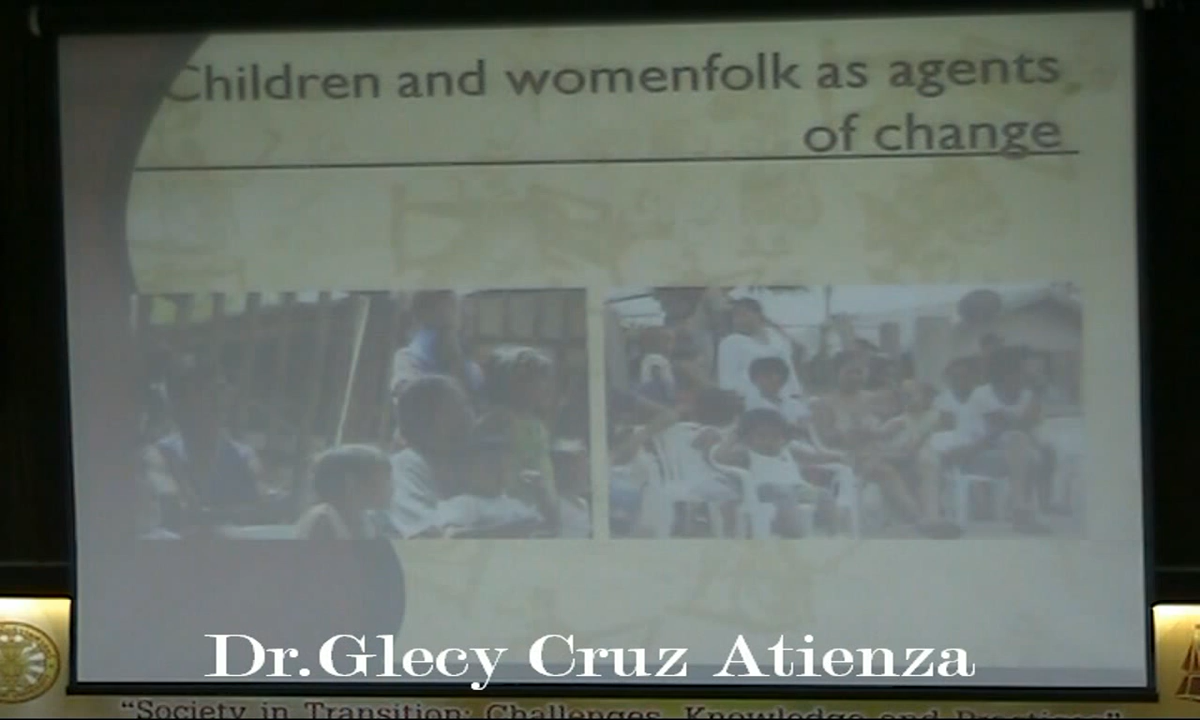 Children and womenfolk as agents
of change
Dr.Glecy Cruz Atienza
"Society in Transition: Challenges, Knowledge and Practices"